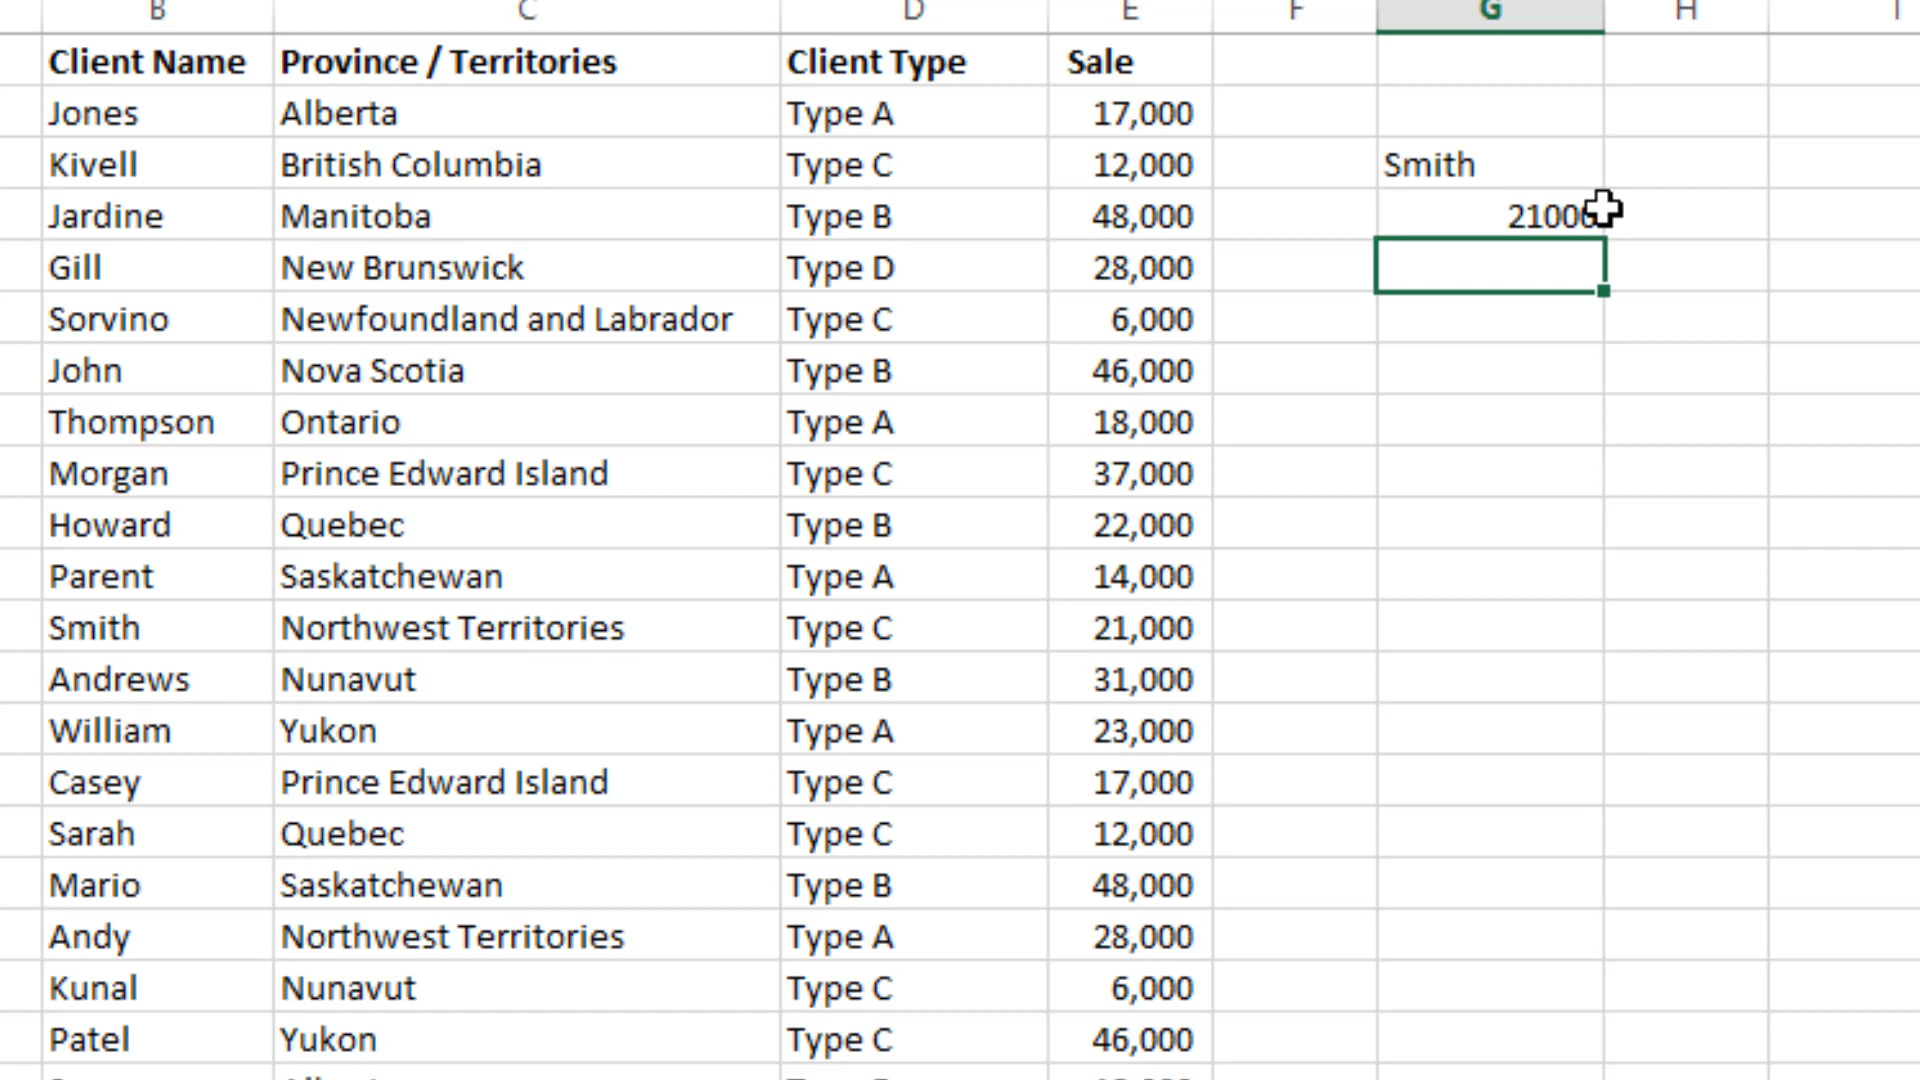 B C D E F G H
Client Name Province / Territories Client Type Sale
Jones Alberta Type A 17,000
Kivell British Columbia Type C 12,000 Smith
Jardine Manitoba Type B 48,000 21000
Gill New Brunswick Type D 28,000
Sorvino Newfoundland and Labrador Type C 6,000
John Nova Scotia Type B 46,000
Thompson Ontario Type A 18,000
Morgan Prince Edward Island Type C 37,000
Howard Quebec Type B 22,000
Parent Saskatchewan Type A 14,000
Smith Northwest Territories Type C 21,000
Andrews Nunavut Type B 31,000
William Yukon Type A 23,000
Casey Prince Edward Island Type C 17,000
Sarah Quebec Type C 12,000
Mario Saskatchewan Type B 48,000
Andy Northwest Territories Type A 28,000
Kunal Nunavut Type C 6,000
Patel Yukon Type C 46,000